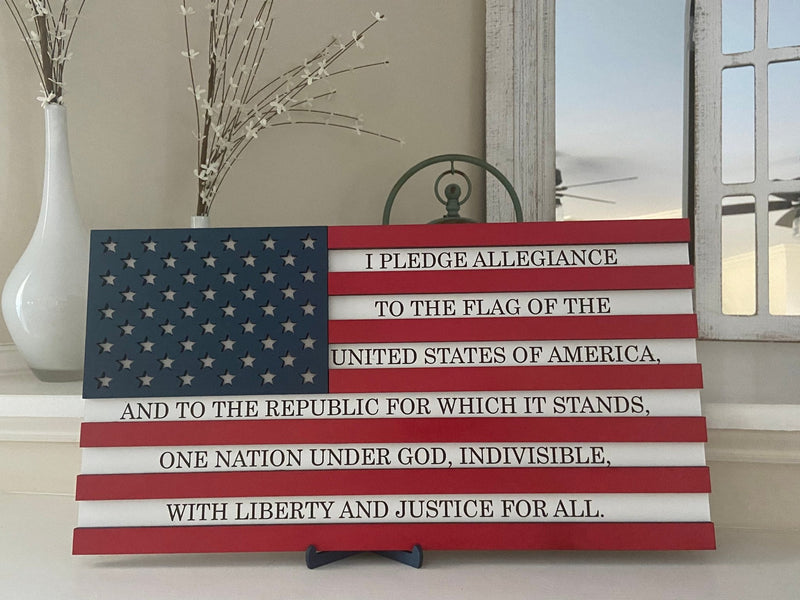 I PLEDGE ALLEGIANCE
TO THE FLAG OF THE
UNITED STATES OF AMERICA,
AND TO THE REPUBLIC FOR WHICH IT STANDS,
ONE NATION UNDER GOD, INDIVISIBLE,
WITH LIBERTY AND JUSTICE FOR ALL.